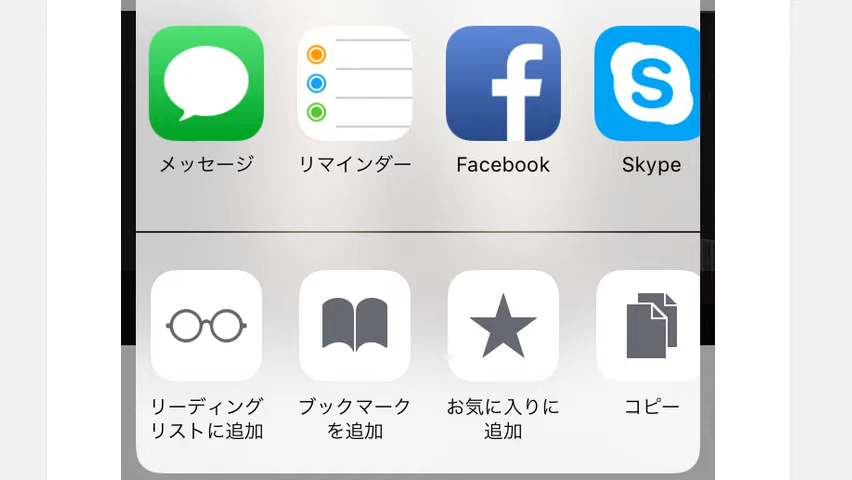 メッセージ リマインダー Facebook Skype
リーディング ブックマーク お気に入りに コピー
リストに追加 を追加 追加